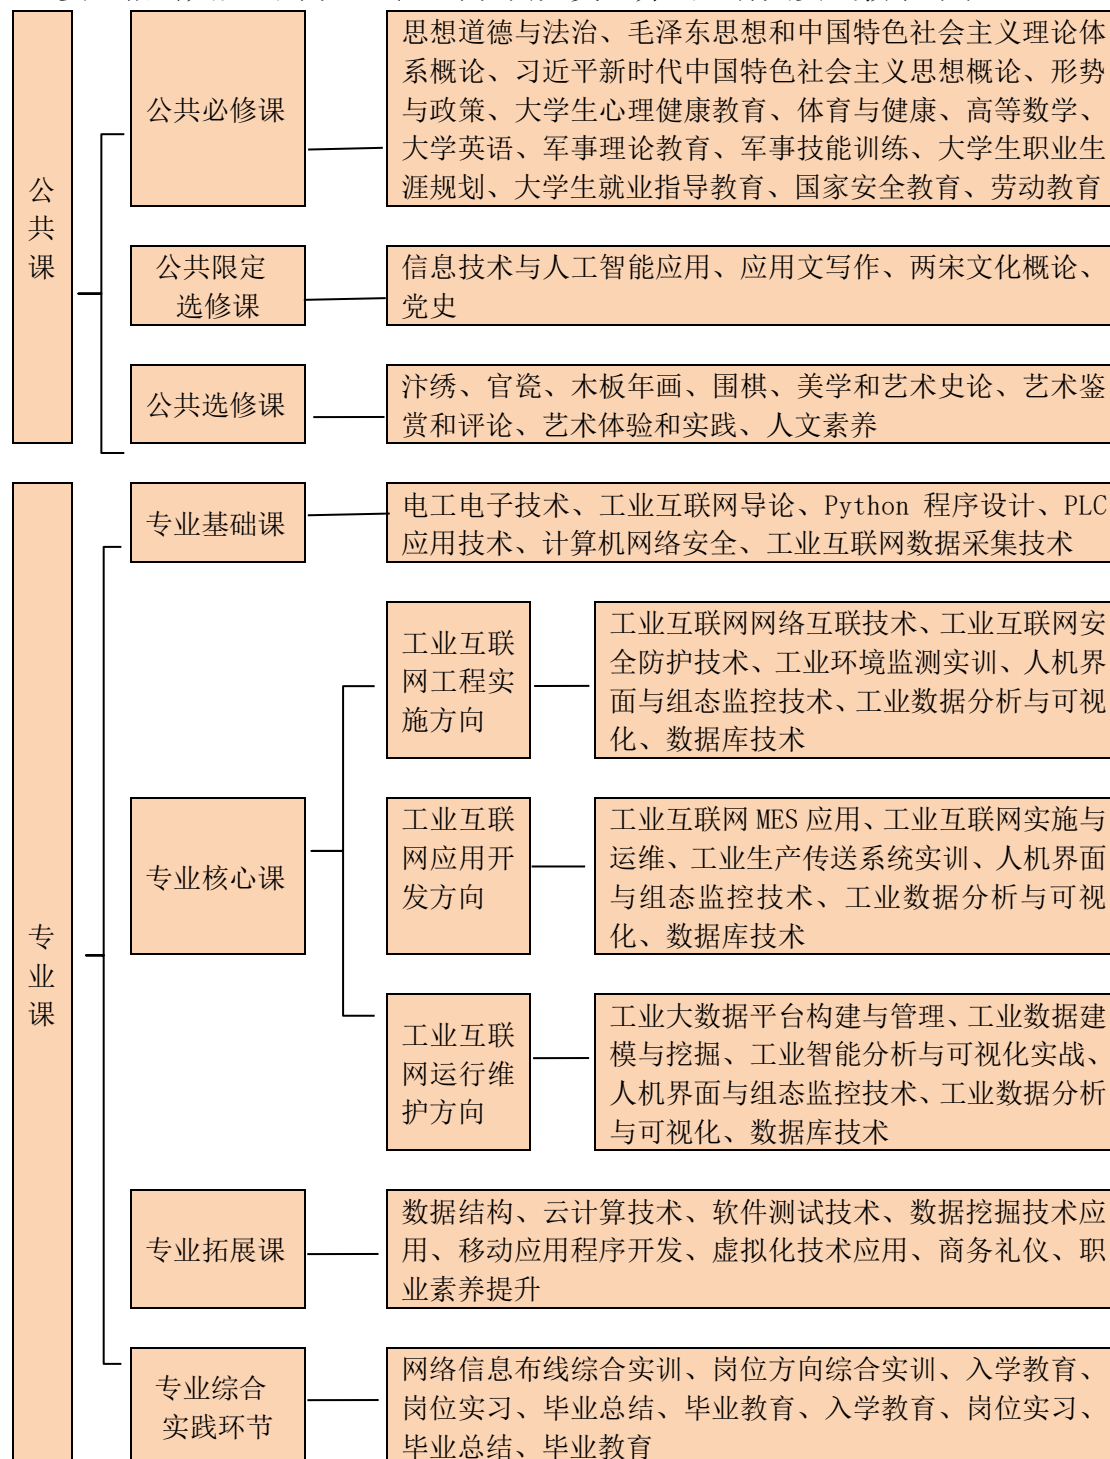 公共课
公共必修课
思想道德与法治、毛泽东思想和中国特色社会主义理论体
系概论、习近平新时代中国特色社会主义思想概论、形势
与政策、大学生心理健康教育、体育与健康、高等数学、
大学英语、军事理论教育、军事技能训练、大学生职业生
涯规划、大学生就业指导教育、国家安全教育、劳动教育
公共限定
选修课
信息技术与人工智能应用、应用文写作、两宋文化概论、
党史
公共选修课
汴绣、官瓷、木板年画、围棋、美学和艺术史论、艺术鉴
赏和评论、艺术体验和实践、人文素养
专业课
专业基础课
电工电子技术、工业互联网导论、Python 程序设计、PLC
应用技术、计算机网络安全、工业互联网数据采集技术
专业核心课
工业互联
网工程实
施方向
工业互联网网络互联技术、工业互联网安
全防护技术、工业环境监测实训、人机界
面与组态监控技术、工业数据分析与可视
化、数据库技术
工业互联
网应用开
发方向
工业互联网 MES 应用、工业互联网实施与
运维、工业生产传送系统实训、人机界面
与组态监控技术、工业数据分析与可视
化、数据库技术
工业互联
网运行维
护方向
工业大数据平台构建与管理、工业数据建
模与挖掘、工业智能分析与可视化实战、
人机界面与组态监控技术、工业数据分析
与可视化、数据库技术
专业拓展课
数据结构、云计算技术、软件测试技术、数据挖掘技术应
用、移动应用程序开发、虚拟化技术应用、商务礼仪、职
业素养提升
专业综合
实践环节
网络信息布线综合实训、岗位方向综合实训、入学教育、
岗位实习、毕业总结、毕业教育、入学教育、岗位实习、
毕业总结、毕业教育